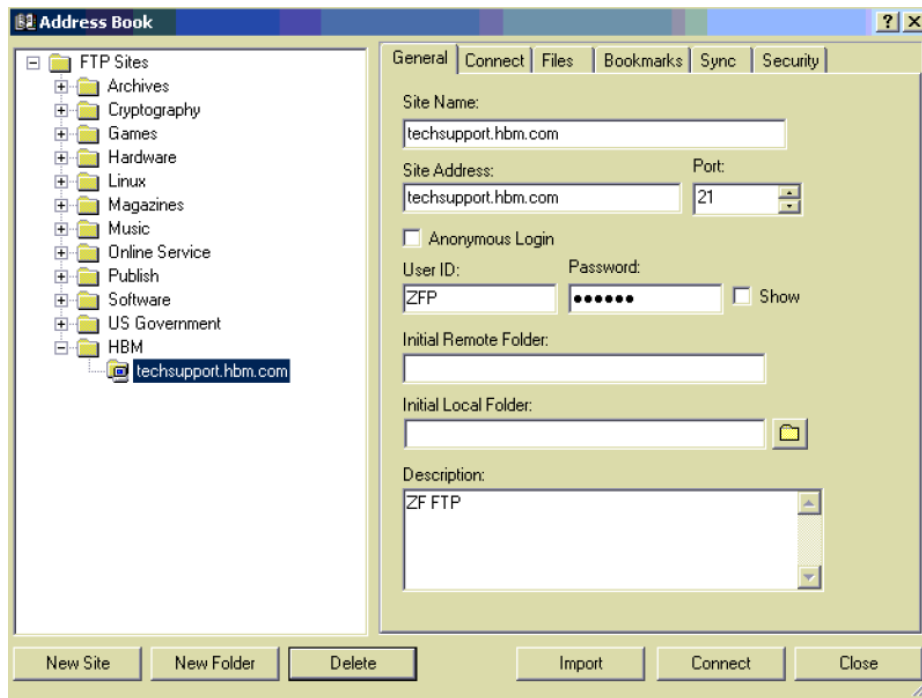 Address Book
FTP Sites
Archives
Cryptography
Games
Hardware
Linux
Magazines
Music
Online Service
Publish
Software
US Government
HBM
techsupport.hbm.com
General Connect Files Bookmarks Sync Security
Site Name:
techsupport.hbm.com
Site Address: Port:
techsupport.hbm.com 21
Anonymous Login
User ID: Password:
ZFP ●●●●●● Show
Initial Remote Folder:
Initial Local Folder:
Description:
ZF FTP
New Site New Folder Delete Import Connect Close